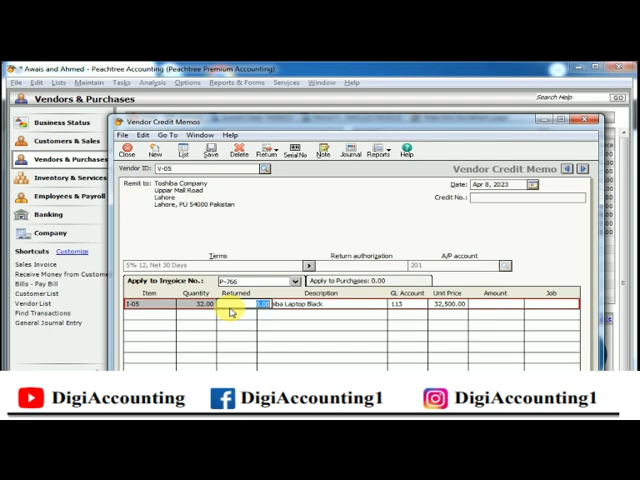 * Awais and Ahmed - Peachtree Accounting (Peachtree Premium Accounting)
File Edit Lists Maintain Tasks Analysis Options Reports & Forms Services Window Help
Vendors & Purchases
Search Help
GO
Business Status
Customers & Sales
Vendors & Purchases
Inventory & Services
Employees & Payroll
Banking
Company
Shortcuts Customize
Sales Invoice
Receive Money from Customer
Bills - Pay Bill
Customer List
Vendor List
Find Transactions
General Journal Entry
Vendor Credit Memos
File Edit Go To Window Help
Close New List Save Delete Return Serial No Note Journal Reports Help
Vendor ID: V-05
Vendor Credit Memo
Remit to: Toshiba Company
Uppar Mall Road
Lahore
Lahore, PU 54000 Pakistan
Date: Apr 8, 2023
Credit No.:
Terms Return authorization A/P account
5% 12, Net 30 Days 201
Apply to Invoice No.: P-766 Apply to Purchases: 0.00
Item Quantity Returned Description GL Account Unit Price Amount Job
I-05 32.00 0.00 iba Laptop Black 113 32,500.00
DigiAccounting DigiAccounting1 DigiAccounting1